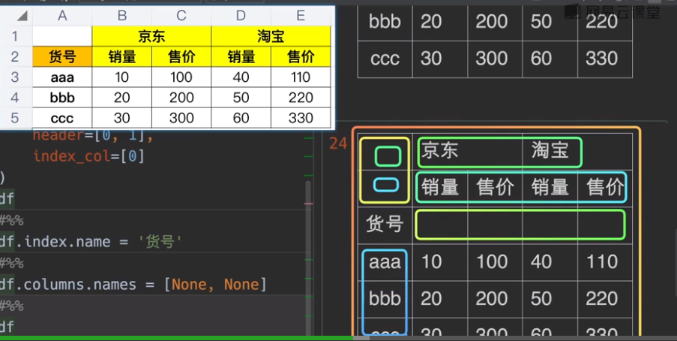 A B C D E
1 京东 淘宝
2 货号 销量 售价 销量 售价
3 aaa 10 100 40 110
4 bbb 20 200 50 220
5 ccc 30 300 60 330
header=[0, 1],
index_col=[0]
)
df
#%%
df.index.name = '货号'
#%%
df.columns.names = [None, None]
#%%
df
bbb 20 200 50 220
ccc 30 300 60 330
云课堂
24
京东 淘宝
销量 售价 销量 售价
货号
aaa 10 100 40 110
bbb 20 200 50 220
ccc 30 300 60 330